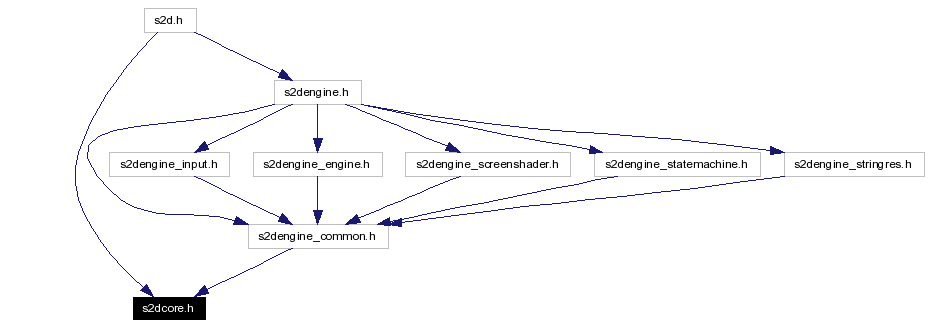 s2d.h
s2dengine.h
s2dengine_input.h
s2dengine_engine.h
s2dengine_screenshader.h
s2dengine_statemachine.h
s2dengine_stringres.h
s2dengine_common.h
s2dcore.h